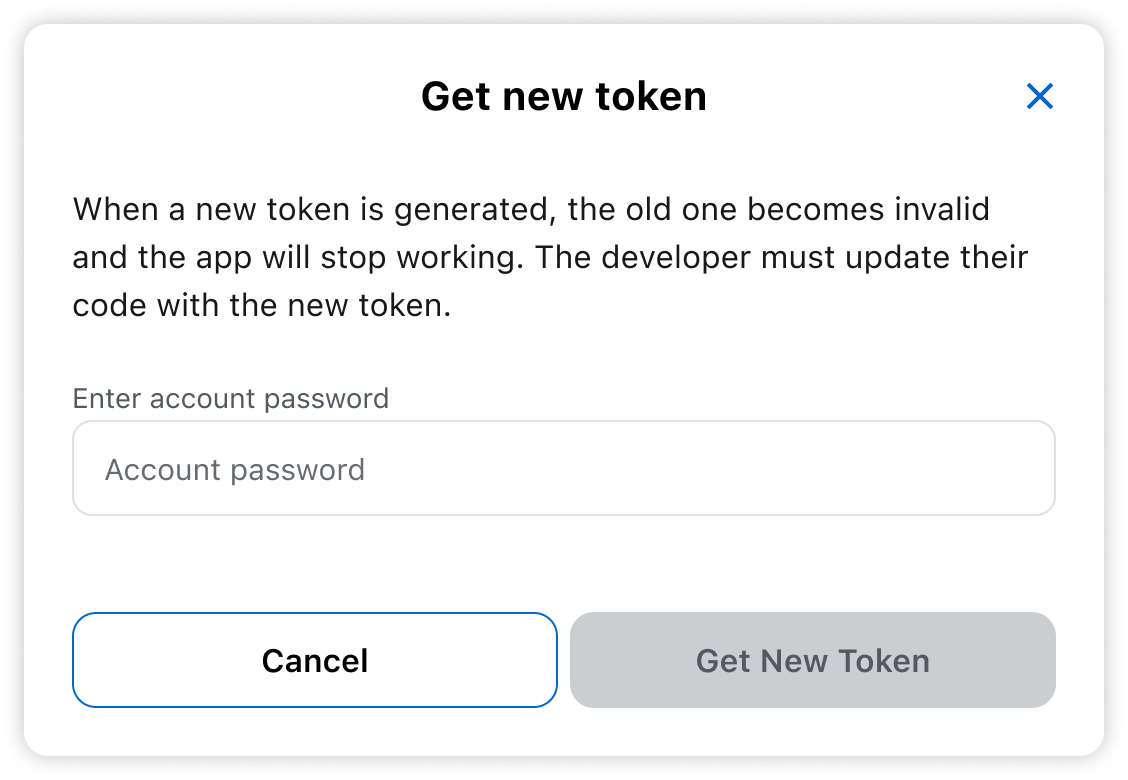 Get new token
When a new token is generated, the old one becomes invalid
and the app will stop working. The developer must update their
code with the new token.
Enter account password
Account password
Cancel
Get New Token